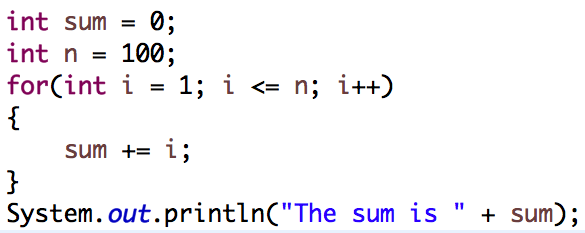 int sum = 0;
int n = 100;
for(int i = 1; i <= n; i++)
{
    sum += i;
}
System.out.println("The sum is " + sum);